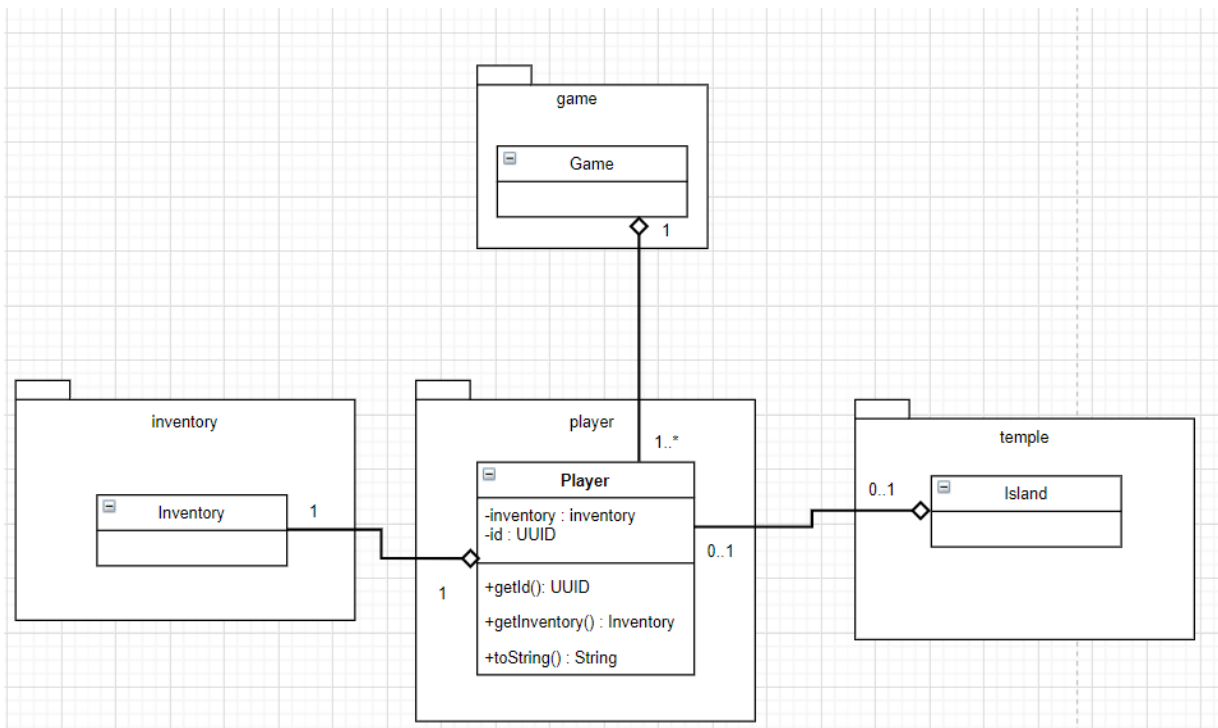 game
Game
1
inventory
Inventory
1
player
1..*
Player
-inventory : inventory
-id : UUID
+getId(): UUID
+getInventory() : Inventory
+toString() : String
1
0..1
temple
0..1
Island